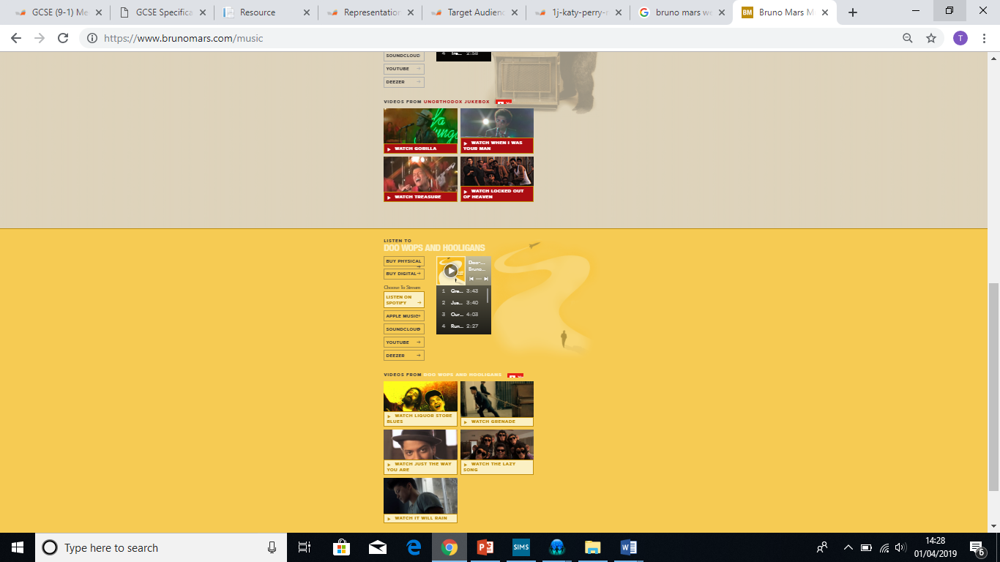 GCSE (9-1) Me
GCSE Specifica
Resource
Representation
Target Audienc
1j-katy-perry-r
bruno mars we
BM
Bruno Mars M
https://www.brunomars.com/music
T
SOUNDCLOUD
YOUTUBE
DEEZER
4 Tre... 2:58
VIDEOS FROM UNORTHODOX JUKEBOX
la
WATCH GORILLA
WATCH WHEN I WAS
YOUR MAN
WATCH TREASURE
WATCH LOCKED OUT
OF HEAVEN
LISTEN TO
DOO WOPS AND HOOLIGANS
BUY PHYSICAL
BUY DIGITAL
Choose To Stream
LISTEN ON
SPOTIFY
APPLE MUSIC
SOUNDCLOUD
YOUTUBE
DEEZER
Doo-...
Bruno...
1 Gre... 3:43
2 Jus... 3:40
3 Our... 4:03
4 Run... 2:27
VIDEOS FROM DOO WOPS AND HOOLIGANS
WATCH LIQUOR STORE
BLUES
WATCH GRENADE
WATCH JUST THE WAY
YOU ARE
WATCH THE LAZY
SONG
WATCH IT WILL RAIN
Type here to search
SIMS
14:28
01/04/2019
6